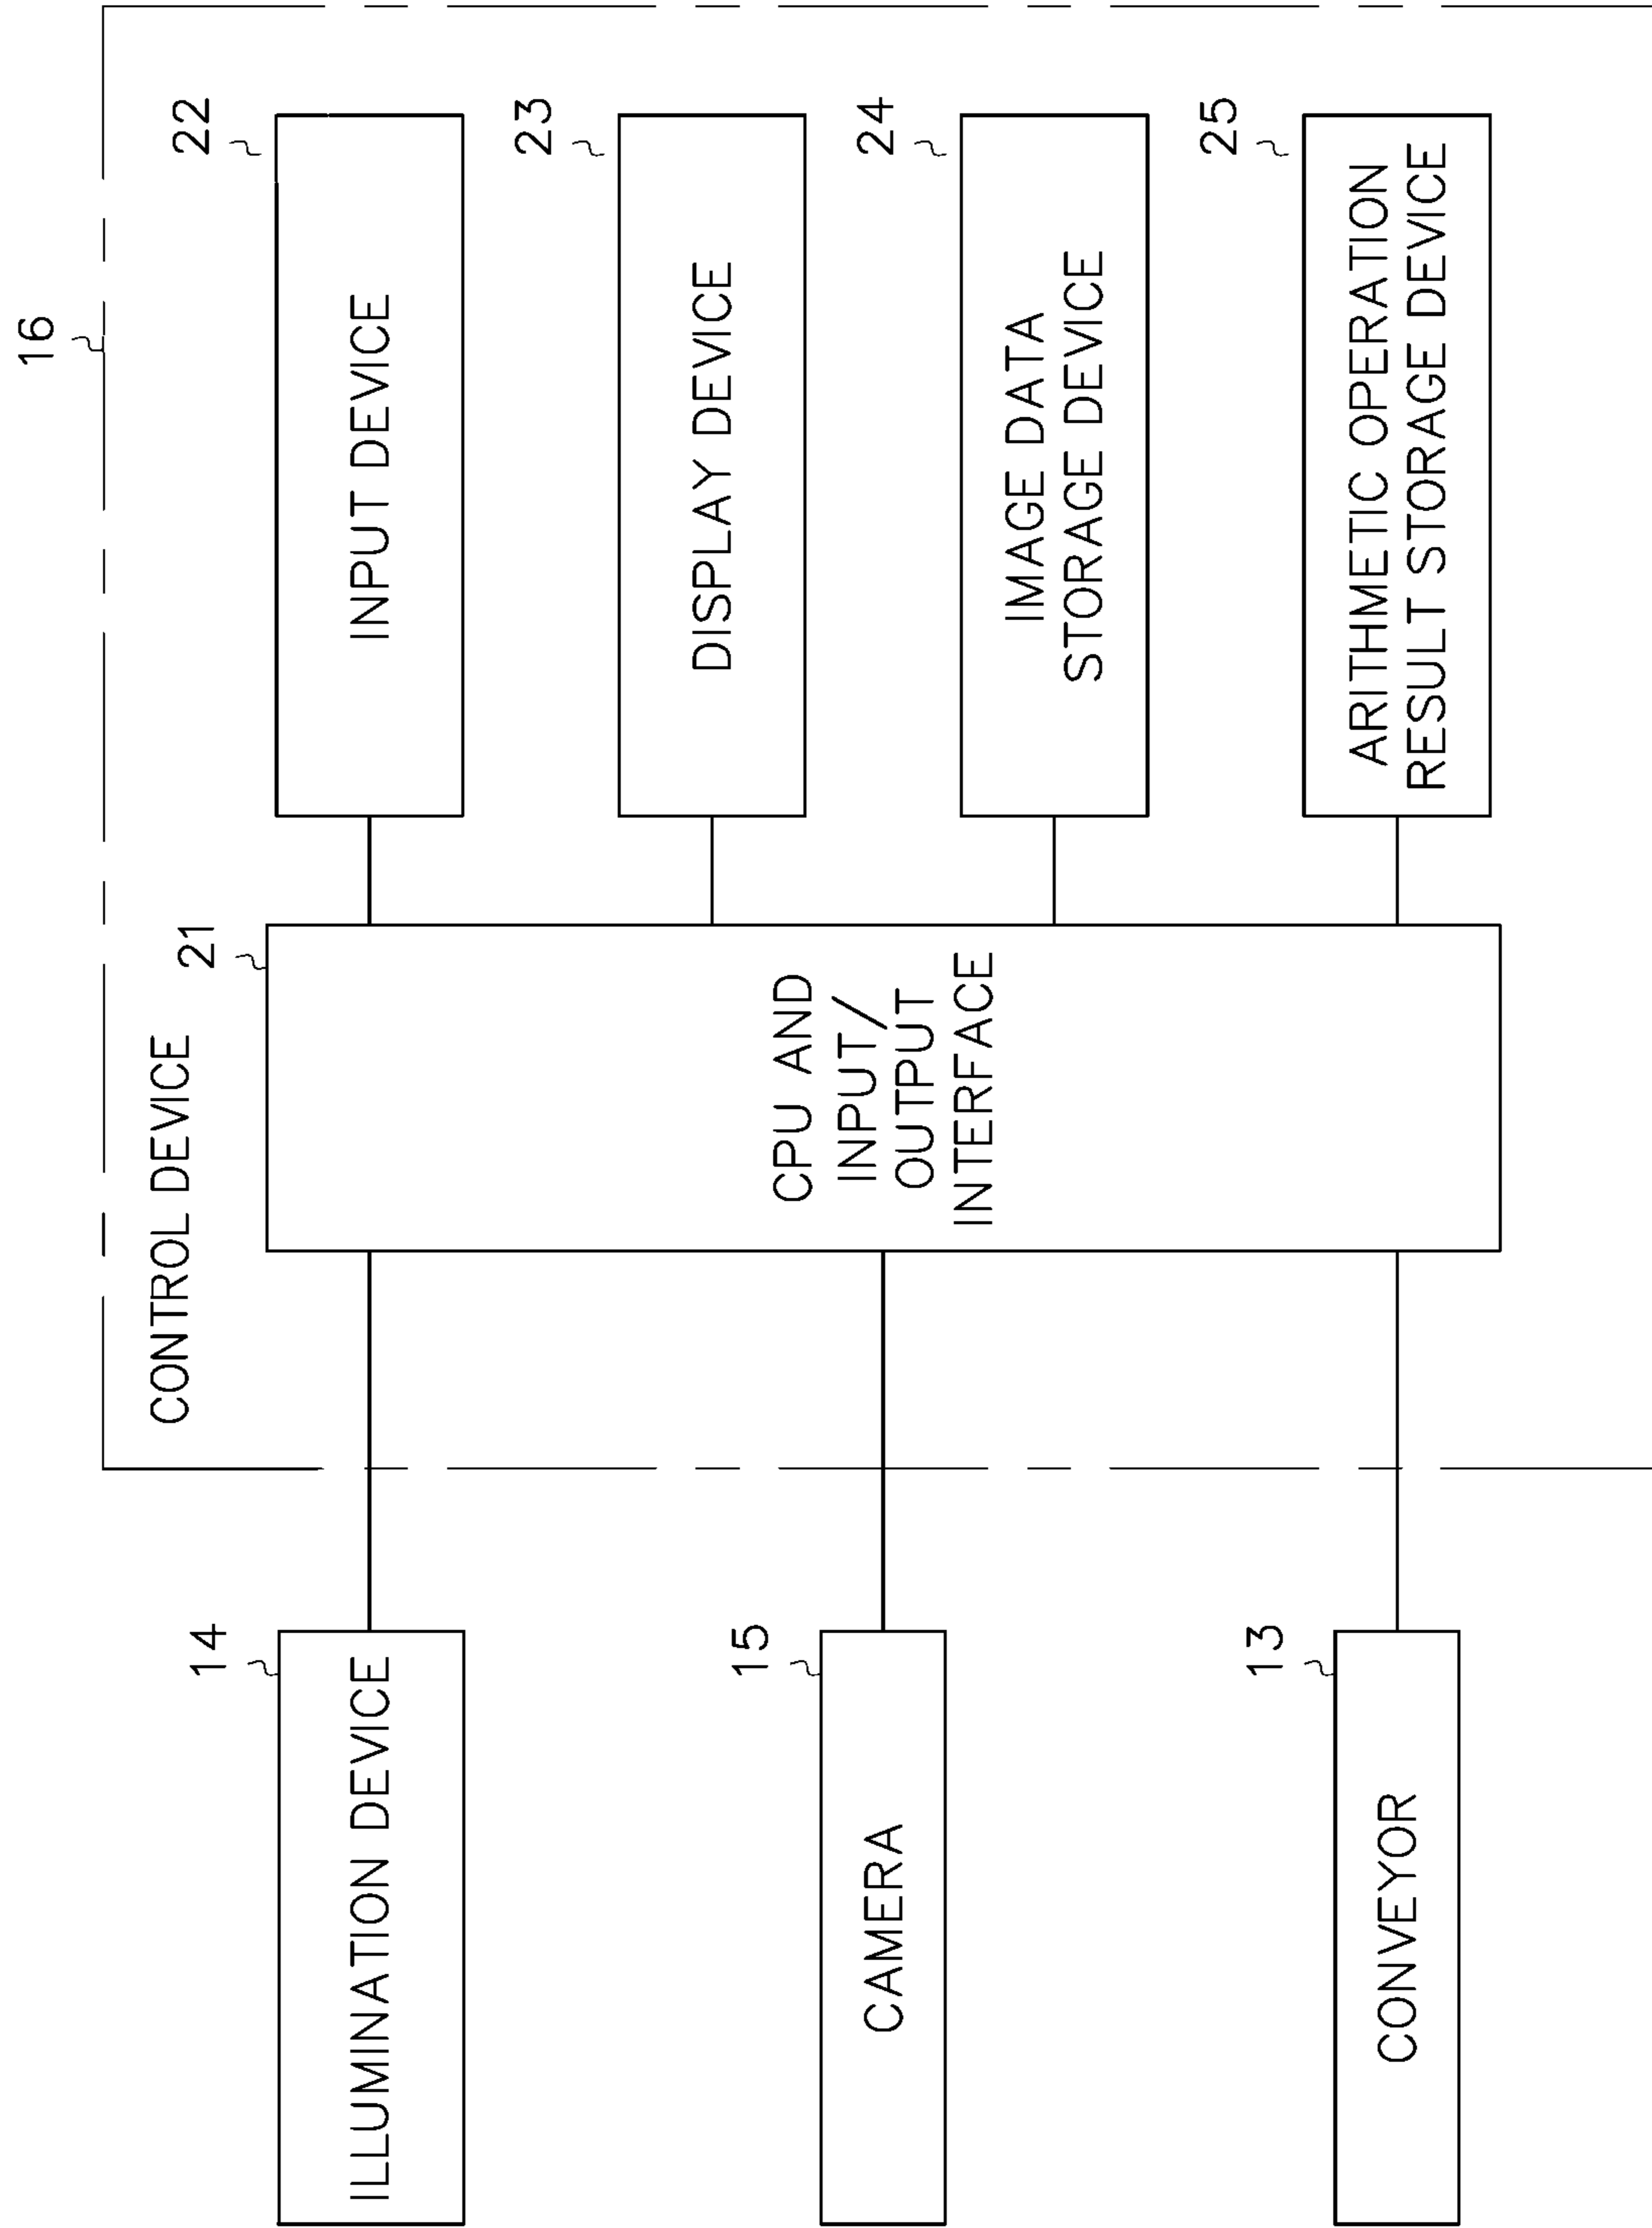 16
CONTROL DEVICE
14
ILLUMINATION DEVICE
15
CAMERA
13
CONVEYOR
21
CPU AND
INPUT/
OUTPUT
INTERFACE
22
INPUT DEVICE
23
DISPLAY DEVICE
24
IMAGE DATA
STORAGE DEVICE
25
ARITHMETIC OPERATION
RESULT STORAGE DEVICE